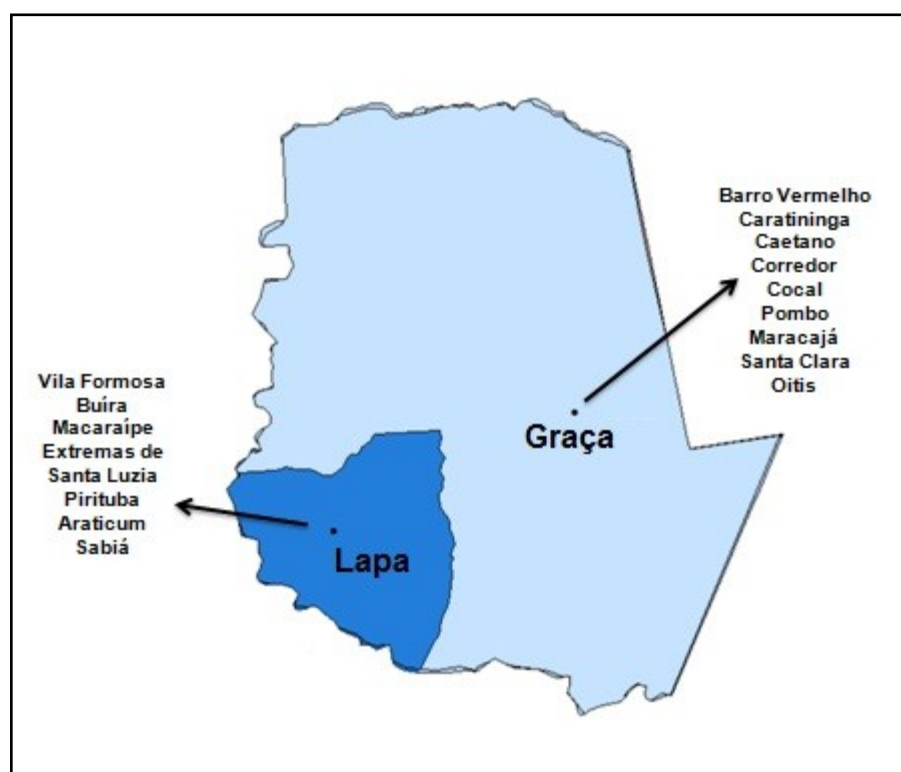 Barro Vermelho
Caratininga
Caetano
Corredor
Cocal
Pombo
Maracajá
Santa Clara
Oitis
Graça
Vila Formosa
Buíra
Macaraípe
Extremas de
Santa Luzia
Pirituba
Araticum
Sabiá
Lapa